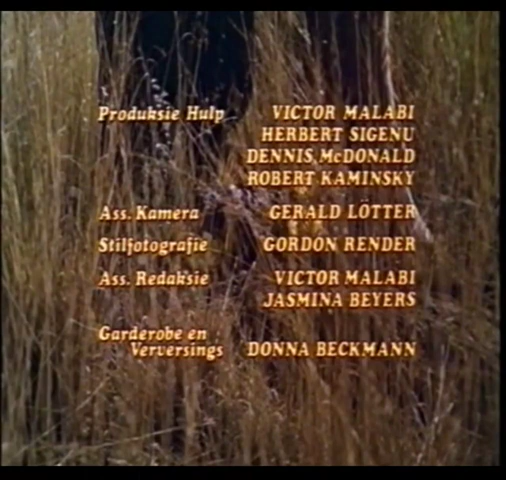 Produksie Hulp VICTOR MALABI
HERBERT SIGENU
DENNIS McDONALD
ROBERT KAMINSKY
Ass. Kamera GERALD LÖTTER
Stilfotografie GORDON RENDER
Ass. Redaksie VICTOR MALABI
JASMINA BEYERS
Garderobe en
Verversings DONNA BECKMANN